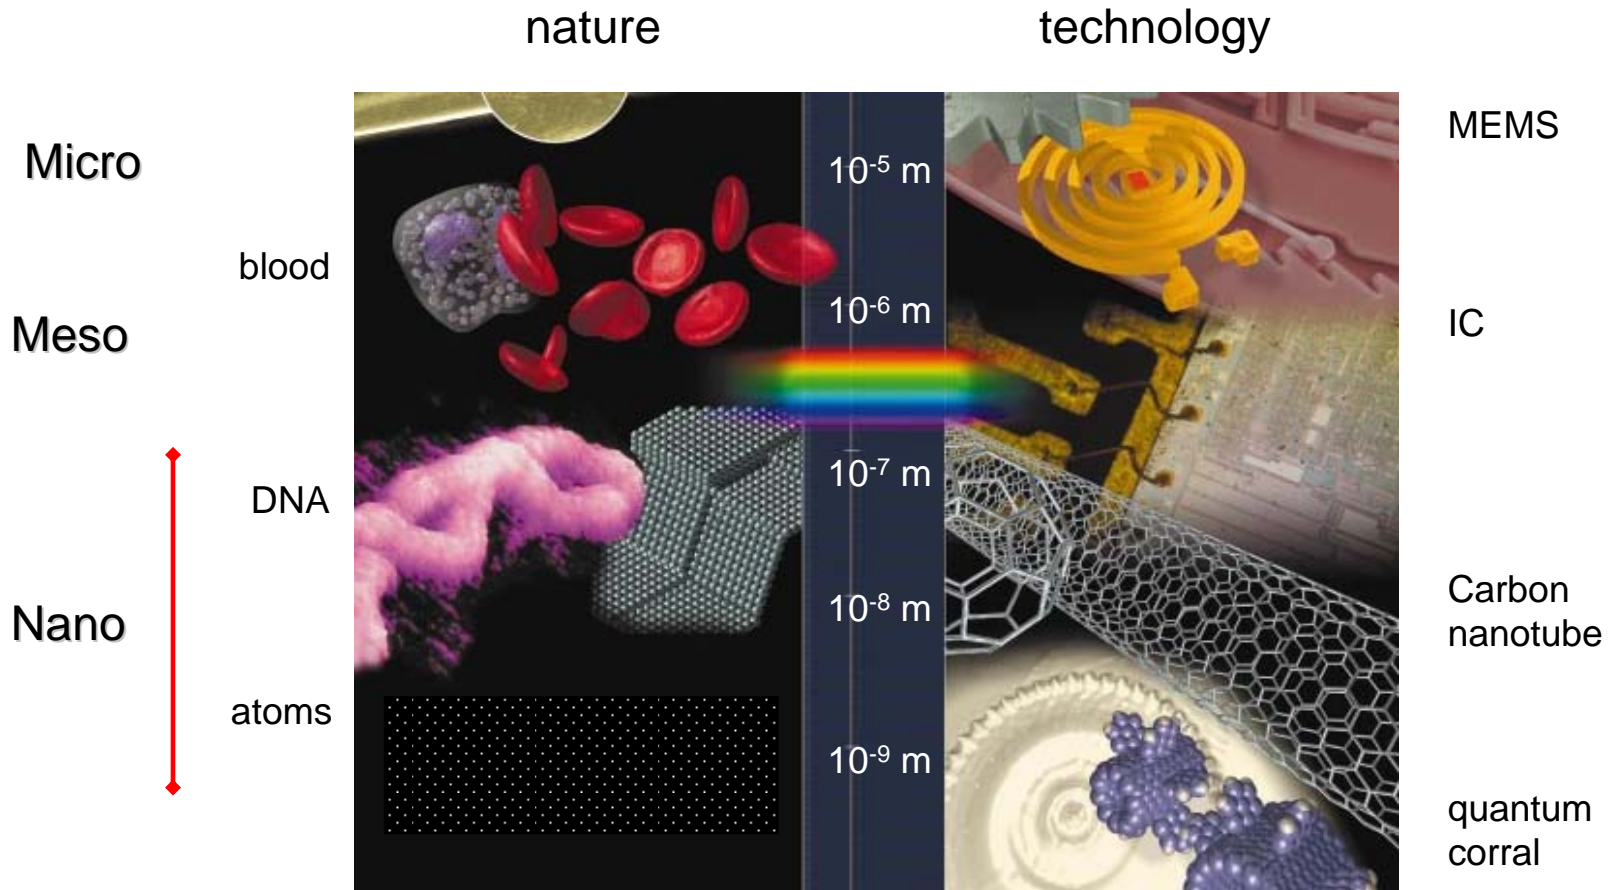 nature
technology
MEMS
Micro
10⁻⁵ m
blood
10⁻⁶ m
IC
Meso
10⁻⁷ m
DNA
10⁻⁸ m
Carbon
nanotube
Nano
atoms
10⁻⁹ m
quantum
corral